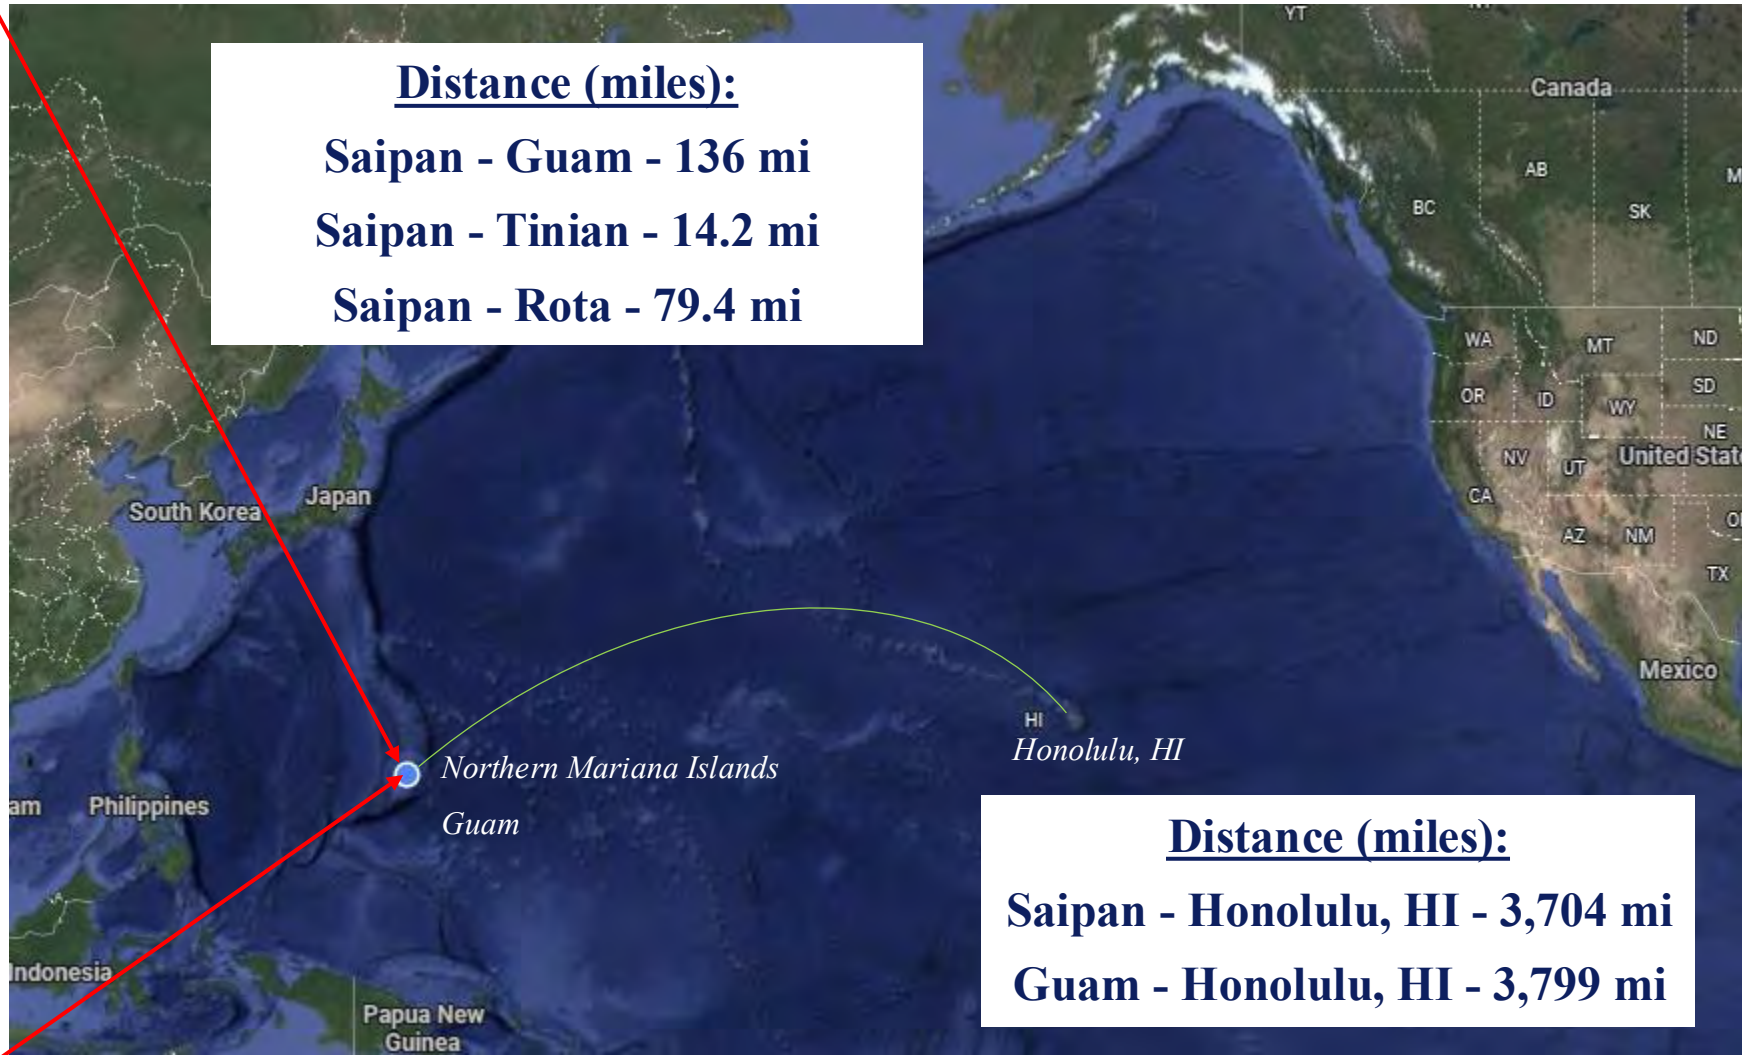 YT
Canada
Distance (miles):
Saipan - Guam - 136 mi
Saipan - Tinian - 14.2 mi
Saipan - Rota - 79.4 mi
AB
BC
SK
WA
MT
ND
OR
ID
WY
SD
NE
NV
UT
United Stat
CA
AZ
NM
TX
South Korea
Japan
Mexico
HI
Honolulu, HI
Northern Mariana Islands
Guam
am
Philippines
Indonesia
Papua New
Guinea
Distance (miles):
Saipan - Honolulu, HI - 3,704 mi
Guam - Honolulu, HI - 3,799 mi